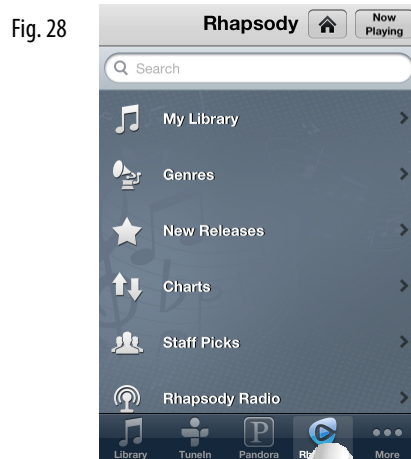 Fig. 28
Rhapsody
Now
Playing
Search
My Library
Genres
New Releases
Charts
Staff Picks
Rhapsody Radio
Library
TuneIn
Pandora
More